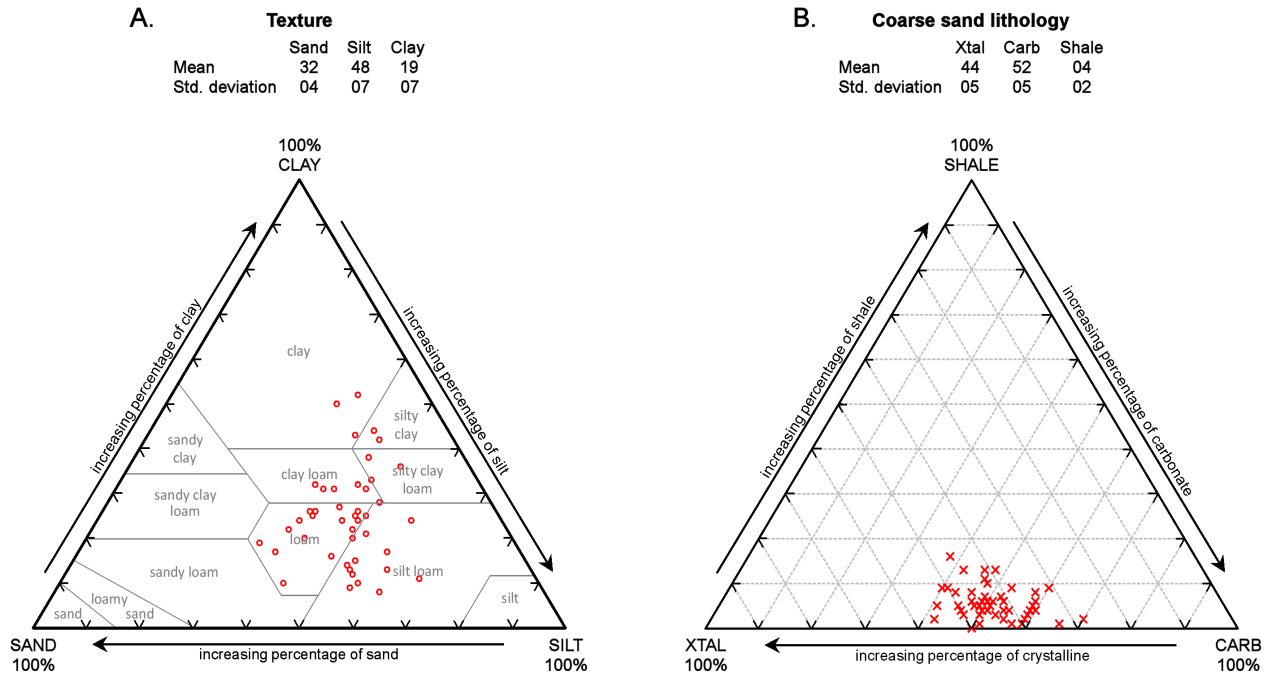 A.
Texture
Sand Silt Clay
Mean 32 48 19
Std. deviation 04 07 07
100%
CLAY
increasing percentage of clay
increasing percentage of silt
clay
silty
clay
sandy
clay
clay loam
silty clay
loam
sandy clay
loam
loam
sandy loam
silt loam
loamy
sand
sand
silt
SAND
100%
increasing percentage of sand
SILT
100%
B.
Coarse sand lithology
Xtal Carb Shale
Mean 44 52 04
Std. deviation 05 05 02
100%
SHALE
increasing percentage of shale
increasing percentage of carbonate
XTAL
100%
increasing percentage of crystalline
CARB
100%